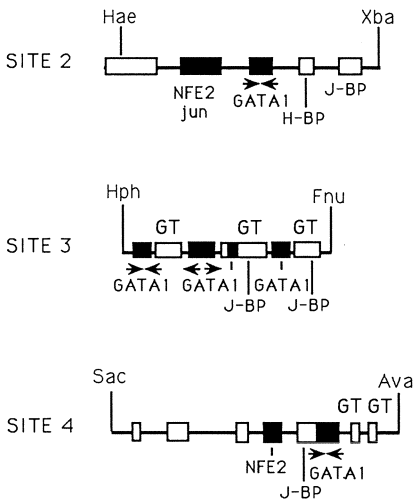 Hae Xba
SITE 2
NFE2 GATA1 J-BP
jun H-BP
Hph GT GT GT Fnu
SITE 3
GATA1 GATA1 GATA1
J-BP J-BP
Sac Ava
GT GT
SITE 4
NFE2 GATA1
J-BP